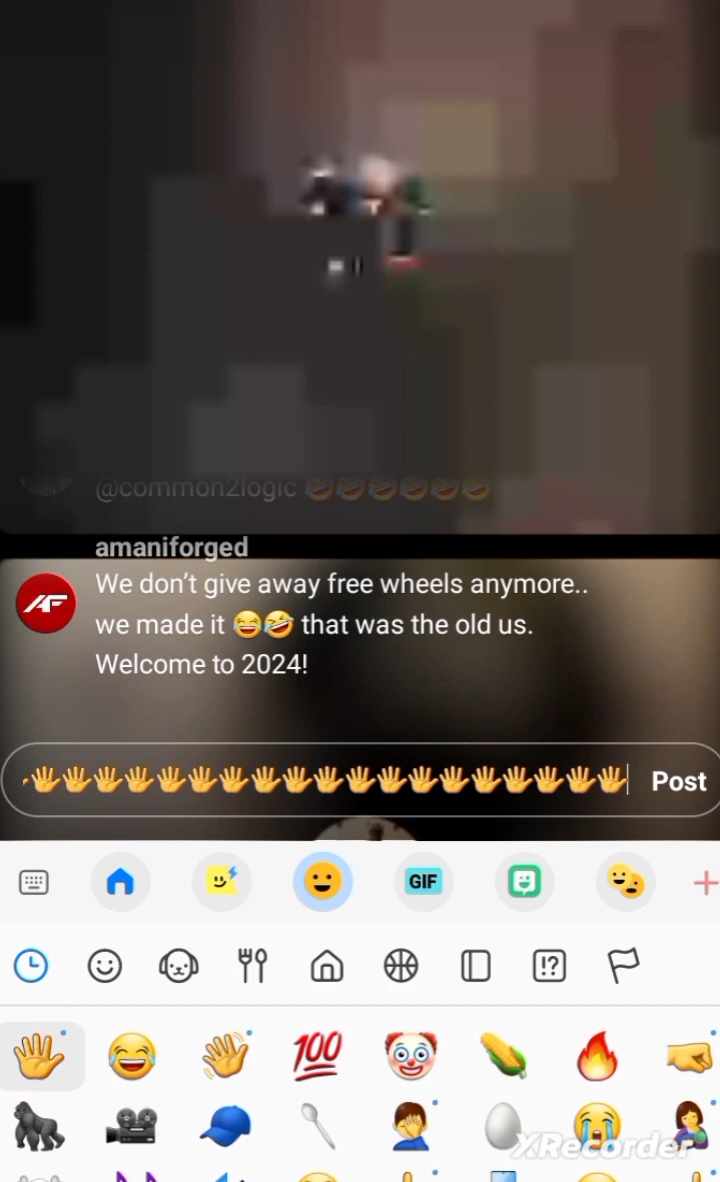 @common2logic 🤣🤣🤣🤣🤣🤣
amaniforged
AF
We don’t give away free wheels anymore..
we made it 😂🤣 that was the old us.
Welcome to 2024!
🖐🖐🖐🖐🖐🖐🖐🖐🖐🖐🖐🖐🖐🖐🖐🖐🖐🖐🖐 Post
GIF
!?
💯
XRecorder